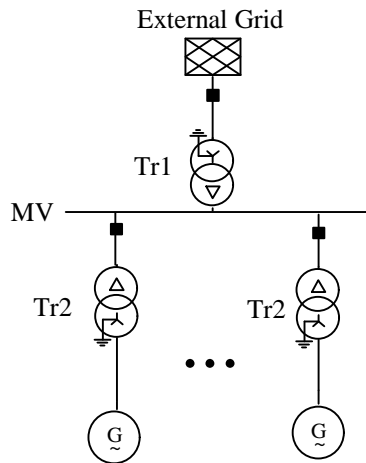 External Grid
Tr1
MV
Tr2
Tr2
G
~
G
~